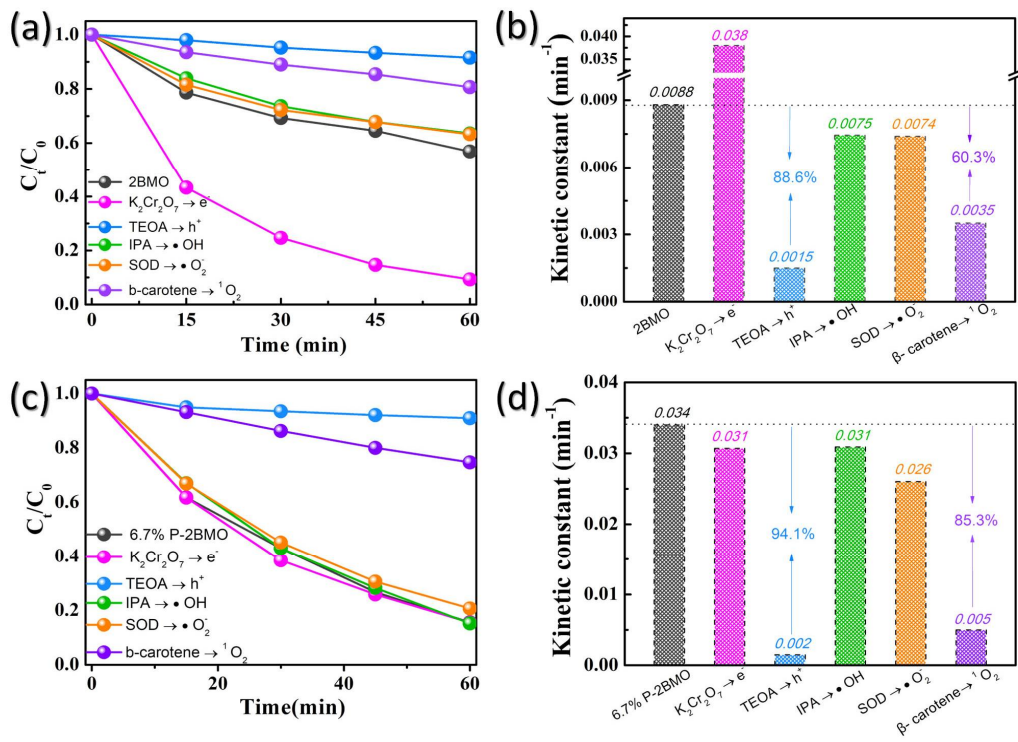 (a)
C_t/C_0
1.0
0.8
0.6
0.4
0.2
0.0
2BMO
K₂Cr₂O₇ → e⁻
TEOA → h⁺
IPA → • OH
SOD → • O₂⁻
b-carotene → ¹O₂
0 15 30 45 60
Time (min)
(b)
Kinetic constant (min⁻¹)
0.040
0.035
0.009
0.006
0.003
0.000
0.0088
0.038
0.0015
0.0075
0.0074
0.0035
88.6%
60.3%
2BMO
K₂Cr₂O₇ → e⁻
TEOA → h⁺
IPA → • OH
SOD → • O₂⁻
β- carotene → ¹O₂
(c)
C_t/C_0
1.0
0.8
0.6
0.4
0.2
0.0
6.7% P-2BMO
K₂Cr₂O₇ → e⁻
TEOA → h⁺
IPA → • OH
SOD → • O₂⁻
b-carotene → ¹O₂
0 15 30 45 60
Time(min)
(d)
Kinetic constant (min⁻¹)
0.04
0.03
0.02
0.01
0.00
0.034
0.031
0.002
0.031
0.026
0.005
94.1%
85.3%
6.7% P-2BMO
K₂Cr₂O₇ → e⁻
TEOA → h⁺
IPA → • OH
SOD → • O₂⁻
β- carotene → ¹O₂